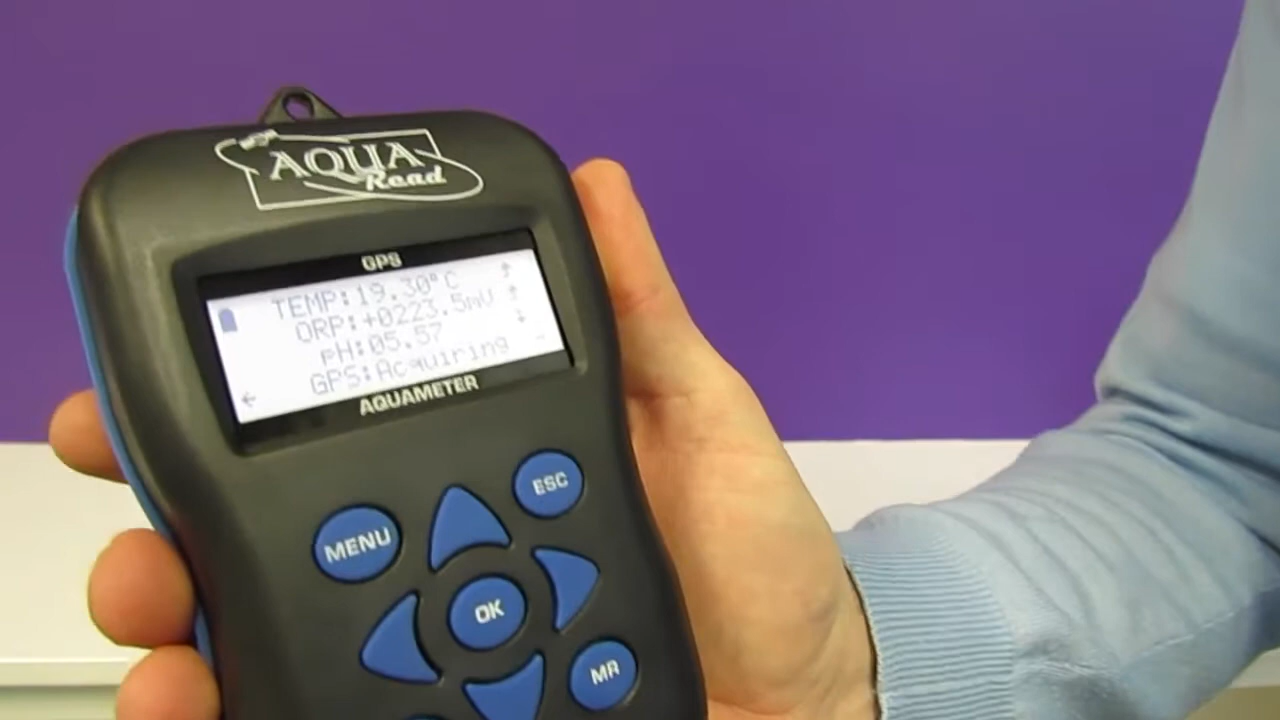 AQUA
Read
GPS
TEMP:19.30°C
ORP:+0223.5mV
pH:05.57
GPS:Acquiring
AQUAMETER
ESC
MENU
OK
MR